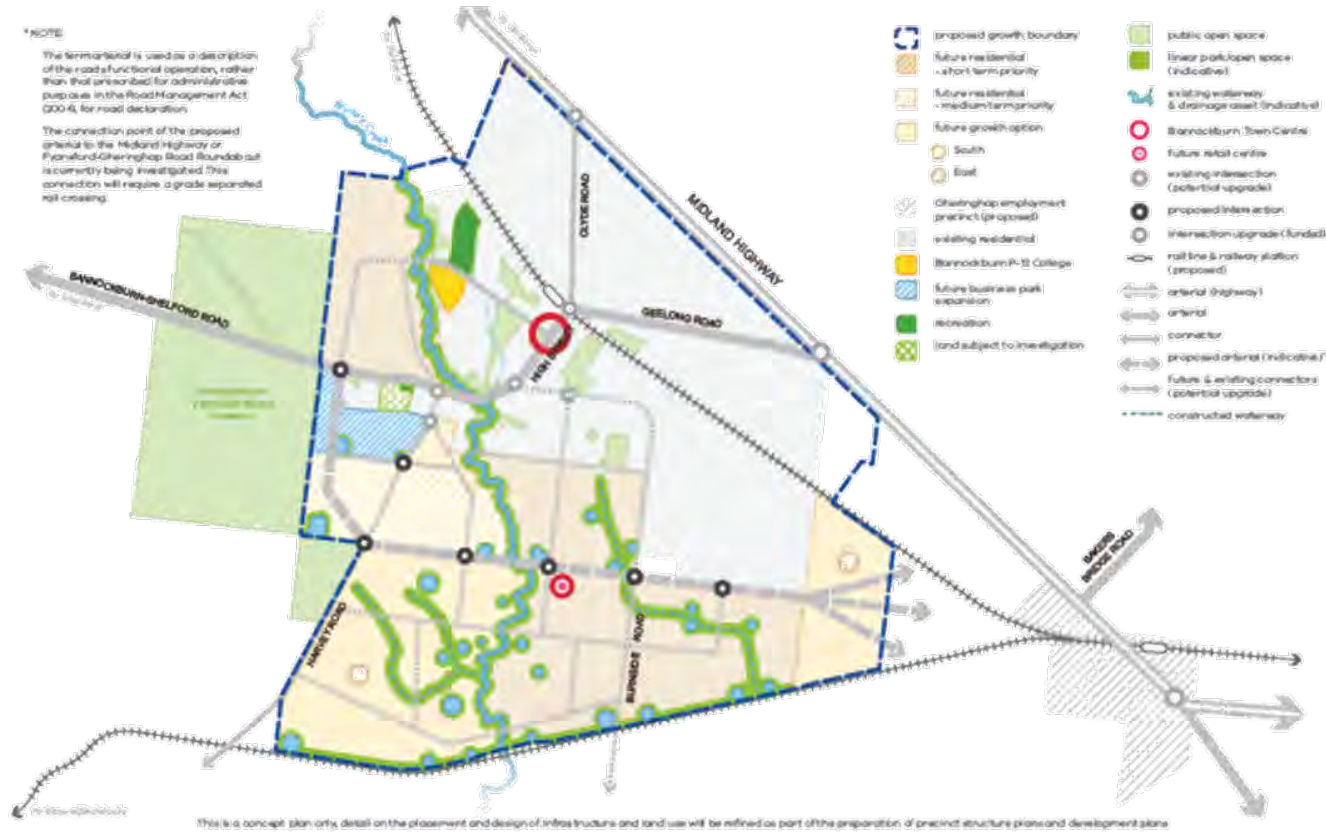 * NOTE
The term arterial is used as a description
of the roads functional operation, rather
than that prescribed for administrative
purposes in the Road Management Act
(2004), for road declaration.
The connection point of the proposed
arterial to the Midland Highway or
Fyansford-Gheringhap Road Roundabout
is currently being investigated. This
connection will require a grade separated
rail crossing.
proposed growth boundary
future residential
- short term priority
future residential
- medium term priority
future growth option
South
East
Gheringhap employment
precinct (proposed)
existing residential
Bannockburn P-12 College
future business park
expansion
recreation
land subject to investigation
public open space
linear park/open space
(indicative)
existing waterway
& drainage asset (indicative)
Bannockburn Town Centre
future retail centre
existing intersection
(potential upgrade)
proposed intersection
intersection upgrade (funded)
rail line & railway station
(proposed)
arterial (highway)
arterial
connector
proposed arterial (indicative)*
future & existing connectors
(potential upgrade)
constructed waterway
MIDLAND HIGHWAY
CLYDE ROAD
GEELONG ROAD
BANNOCKBURN-SHELFORD ROAD
HIGH
HARVEY ROAD
BURNSIDE ROAD
BAKERS
BRIDGE ROAD
This is a concept plan only, detail on the placement and design of infrastructure and land use will be refined as part of the preparation of precinct structure plans and development plans